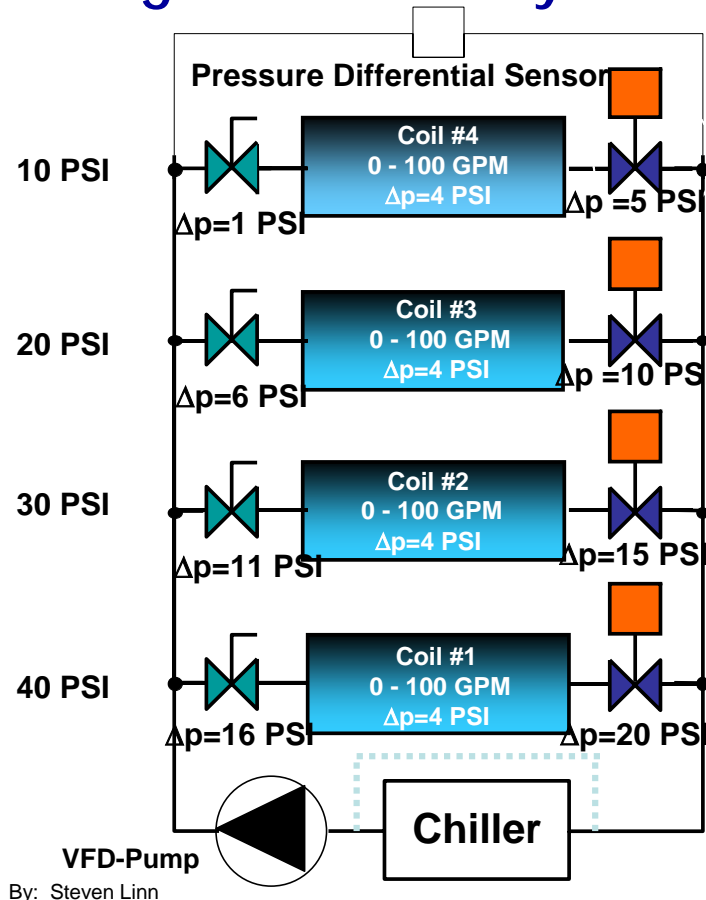 Pressure Differential Sensor
Coil #4
10 PSI
0 - 100 GPM
Δp=4 PSI
Δp=1 PSI
Δp =5 PSI
Coil #3
20 PSI
0 - 100 GPM
Δp=4 PSI
Δp=6 PSI
Δp =10 PS
Coil #2
30 PSI
0 - 100 GPM
Δp=4 PSI
Δp=11 PSI
Δp=15 PSI
Coil #1
40 PSI
0 - 100 GPM
Δp=4 PSI
Δp=16 PSI
Δp=20 PSI
Chiller
VFD-Pump
By: Steven Linn